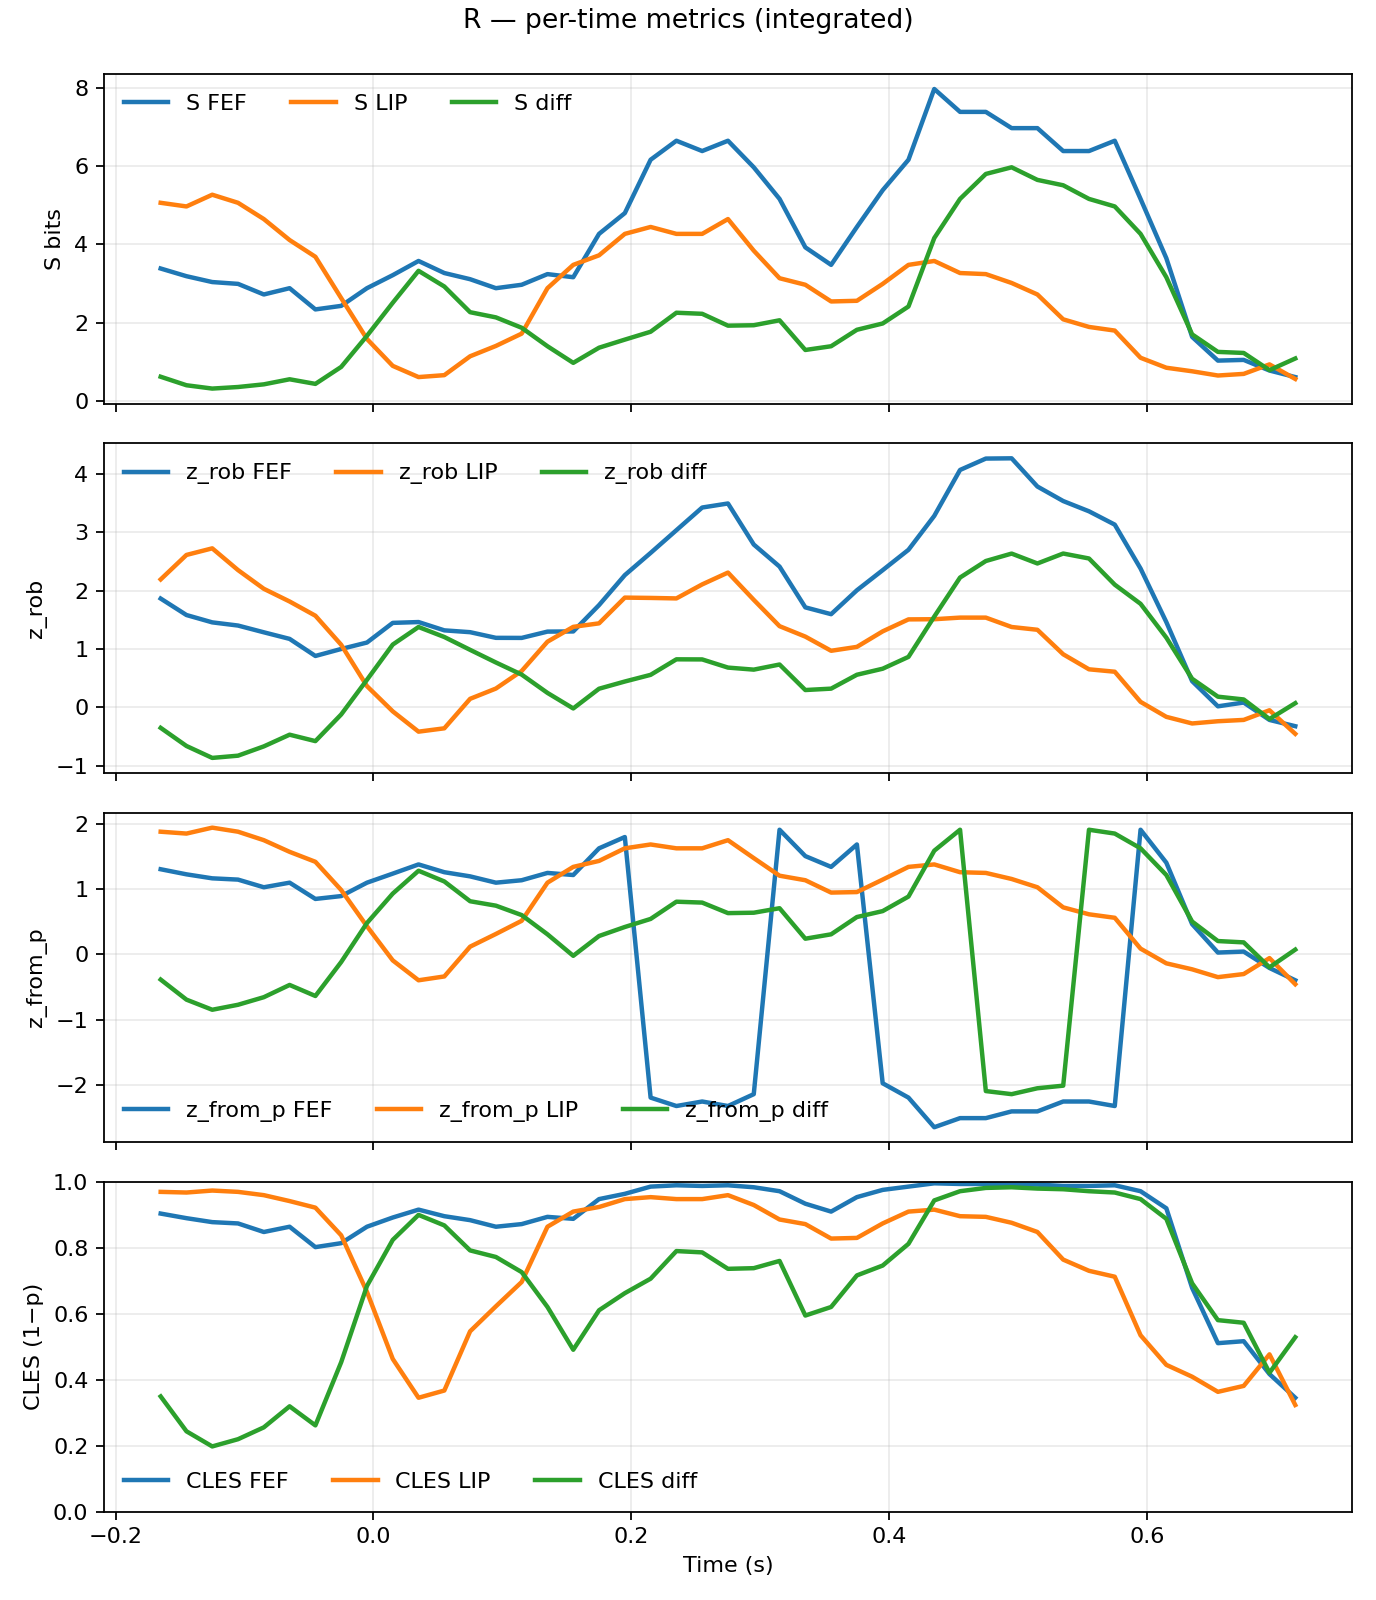 R — per-time metrics (integrated)
8
6
4
2
0
S bits
S FEF S LIP S diff
4
3
2
1
0
−1
z_rob
z_rob FEF z_rob LIP z_rob diff
2
1
0
−1
−2
z_from_p
z_from_p FEF z_from_p LIP z_from_p diff
1.0
0.8
0.6
0.4
0.2
0.0
CLES (1−p)
CLES FEF CLES LIP CLES diff
−0.2 0.0 0.2 0.4 0.6
Time (s)